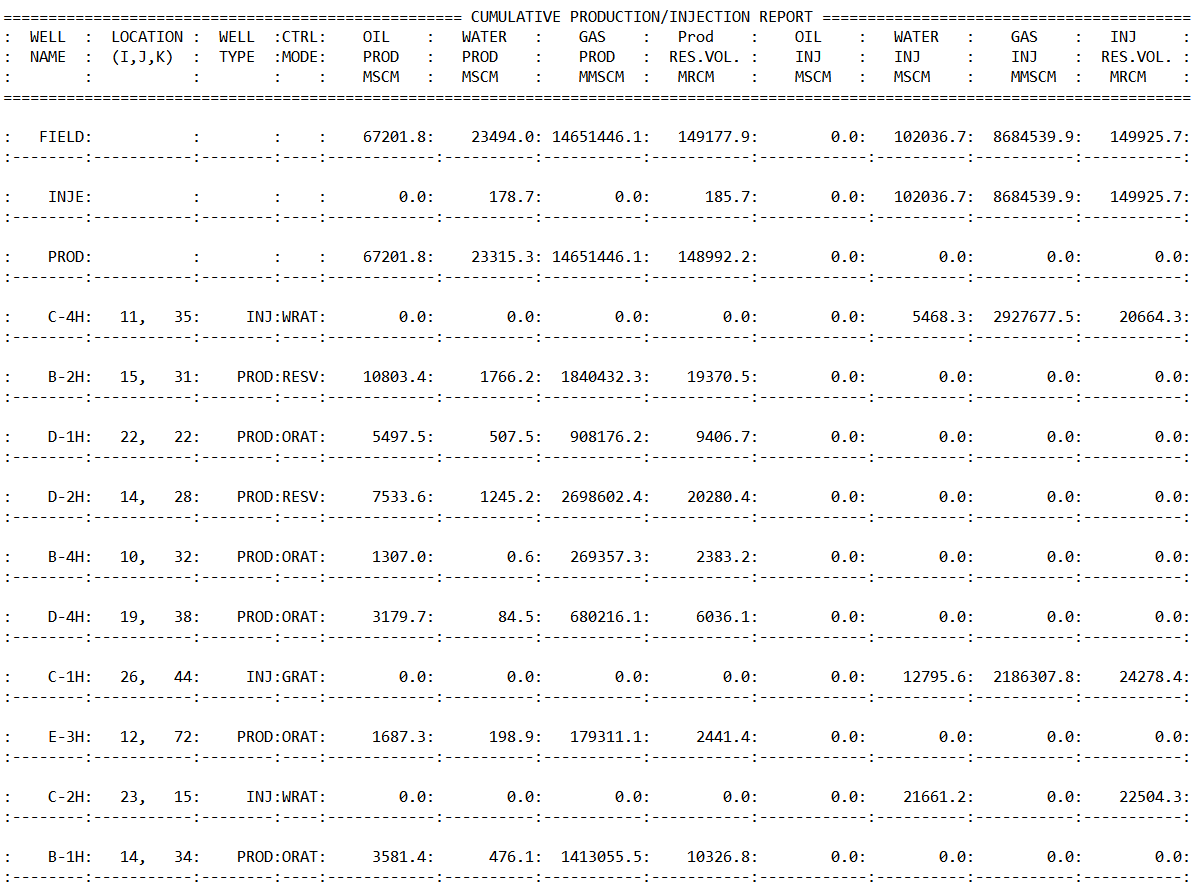 =================================================== CUMULATIVE PRODUCTION/INJECTION REPORT =========================================
:  WELL  :  LOCATION :  WELL  :CTRL:    OIL    :   WATER   :    GAS    :   Prod    :    OIL    :   WATER   :    GAS    :   INJ     :
:  NAME  :  (I,J,K)  :  TYPE  :MODE:    PROD   :   PROD    :    PROD   :  RES.VOL. :    INJ    :   INJ     :    INJ    :  RES.VOL. :
:        :           :        :    :    MSCM   :   MSCM    :    MMSCM  :   MRCM    :    MSCM   :   MSCM    :    MMSCM  :   MRCM    :
====================================================================================================================================
:   FIELD:           :        :    :    67201.8:    23494.0: 14651446.1:   149177.9:        0.0:   102036.7:  8684539.9:   149925.7:
:--------:-----------:--------:----:------------:----------:-----------:-----------:------------:----------:-----------:-----------:
:    INJE:           :        :    :        0.0:      178.7:        0.0:      185.7:        0.0:   102036.7:  8684539.9:   149925.7:
:--------:-----------:--------:----:------------:----------:-----------:-----------:------------:----------:-----------:-----------:
:    PROD:           :        :    :    67201.8:    23315.3: 14651446.1:   148992.2:        0.0:        0.0:        0.0:        0.0:
:--------:-----------:--------:----:------------:----------:-----------:-----------:------------:----------:-----------:-----------:
:    C-4H:   11,   35:     INJ:WRAT:        0.0:        0.0:        0.0:        0.0:        0.0:     5468.3:  2927677.5:    20664.3:
:--------:-----------:--------:----:------------:----------:-----------:-----------:------------:----------:-----------:-----------:
:    B-2H:   15,   31:    PROD:RESV:    10803.4:     1766.2:  1840432.3:    19370.5:        0.0:        0.0:        0.0:        0.0:
:--------:-----------:--------:----:------------:----------:-----------:-----------:------------:----------:-----------:-----------:
:    D-1H:   22,   22:    PROD:ORAT:     5497.5:      507.5:   908176.2:     9406.7:        0.0:        0.0:        0.0:        0.0:
:--------:-----------:--------:----:------------:----------:-----------:-----------:------------:----------:-----------:-----------:
:    D-2H:   14,   28:    PROD:RESV:     7533.6:     1245.2:  2698602.4:    20280.4:        0.0:        0.0:        0.0:        0.0:
:--------:-----------:--------:----:------------:----------:-----------:-----------:------------:----------:-----------:-----------:
:    B-4H:   10,   32:    PROD:ORAT:     1307.0:        0.6:   269357.3:     2383.2:        0.0:        0.0:        0.0:        0.0:
:--------:-----------:--------:----:------------:----------:-----------:-----------:------------:----------:-----------:-----------:
:    D-4H:   19,   38:    PROD:ORAT:     3179.7:       84.5:   680216.1:     6036.1:        0.0:        0.0:        0.0:        0.0:
:--------:-----------:--------:----:------------:----------:-----------:-----------:------------:----------:-----------:-----------:
:    C-1H:   26,   44:     INJ:GRAT:        0.0:        0.0:        0.0:        0.0:        0.0:    12795.6:  2186307.8:    24278.4:
:--------:-----------:--------:----:------------:----------:-----------:-----------:------------:----------:-----------:-----------:
:    E-3H:   12,   72:    PROD:ORAT:     1687.3:      198.9:   179311.1:     2441.4:        0.0:        0.0:        0.0:        0.0:
:--------:-----------:--------:----:------------:----------:-----------:-----------:------------:----------:-----------:-----------:
:    C-2H:   23,   15:     INJ:WRAT:        0.0:        0.0:        0.0:        0.0:        0.0:    21661.2:        0.0:    22504.3:
:--------:-----------:--------:----:------------:----------:-----------:-----------:------------:----------:-----------:-----------:
:    B-1H:   14,   34:    PROD:ORAT:     3581.4:      476.1:  1413055.5:    10326.8:        0.0:        0.0:        0.0:        0.0:
:--------:-----------:--------:----:------------:----------:-----------:-----------:------------:----------:-----------:-----------: